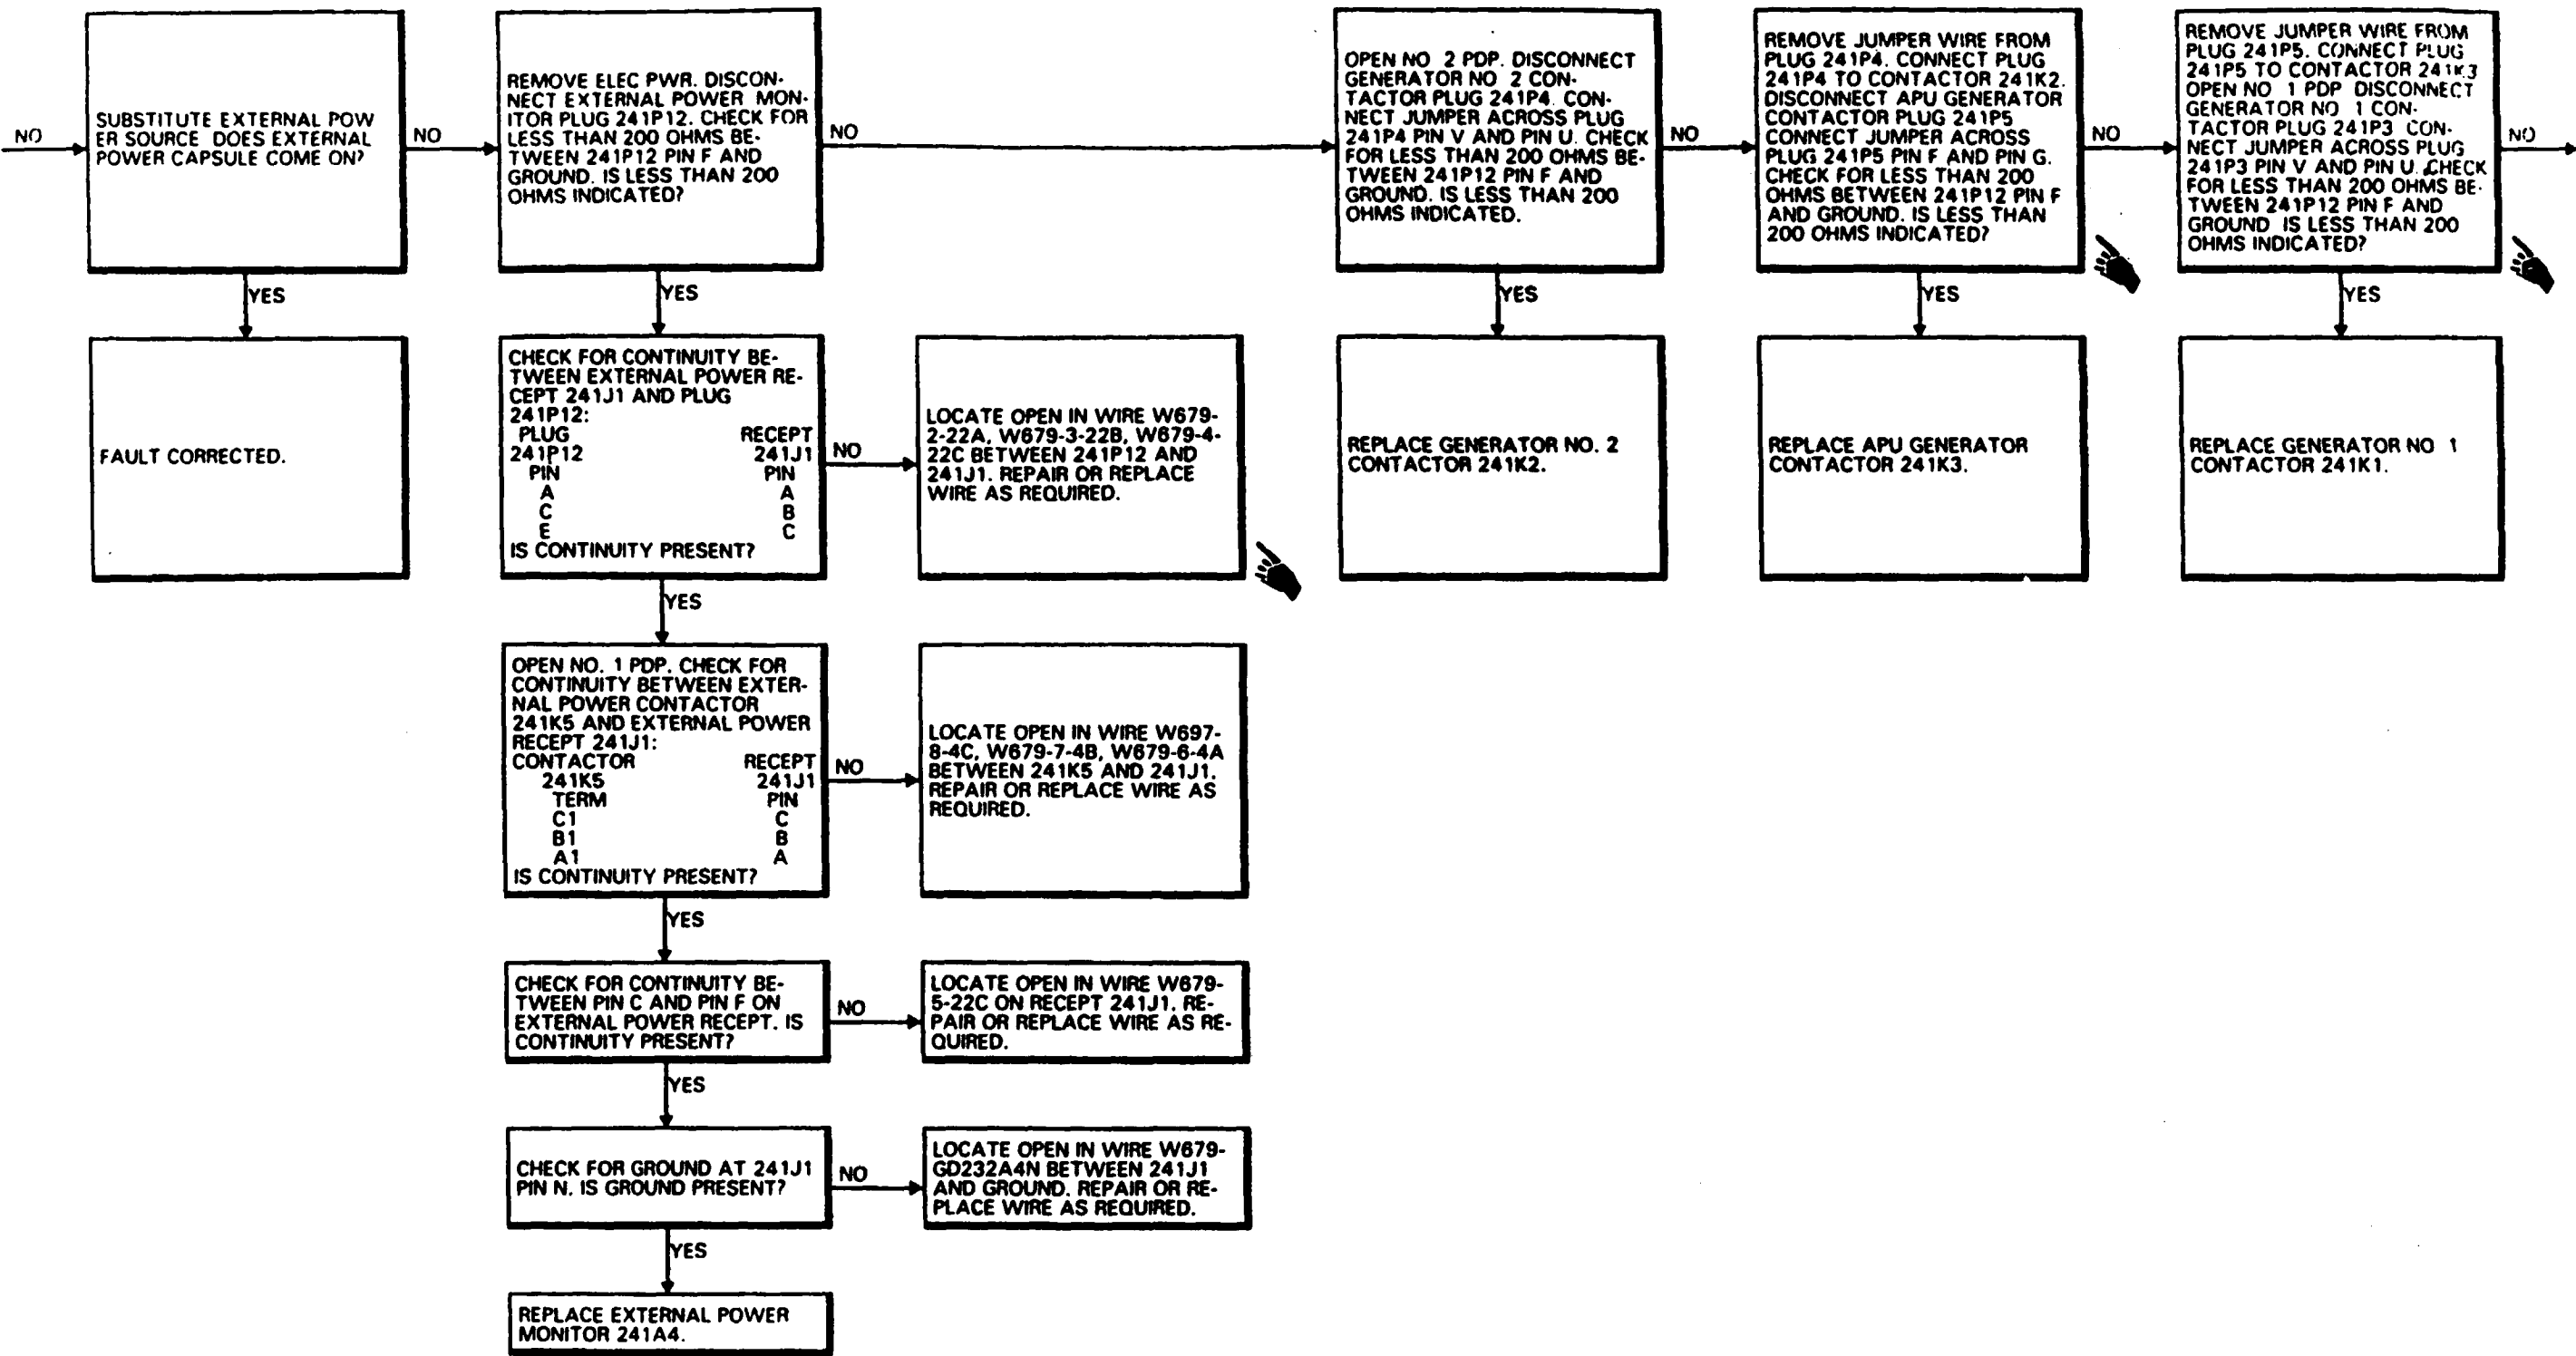 NO
SUBSTITUTE EXTERNAL POW
ER SOURCE DOES EXTERNAL
POWER CAPSULE COME ON?
NO
YES
FAULT CORRECTED.
REMOVE ELEC PWR. DISCON-
NECT EXTERNAL POWER MON-
ITOR PLUG 241P12. CHECK FOR
LESS THAN 200 OHMS BE-
TWEEN 241P12 PIN F AND
GROUND. IS LESS THAN 200
OHMS INDICATED?
NO
YES
CHECK FOR CONTINUITY BE-
TWEEN EXTERNAL POWER RE-
CEPT 241J1 AND PLUG
241P12:
PLUG RECEPT
241P12 241J1
PIN PIN
A A
C B
E C
IS CONTINUITY PRESENT?
NO
LOCATE OPEN IN WIRE W679-
2-22A, W679-3-22B, W679-4-
22C BETWEEN 241P12 AND
241J1. REPAIR OR REPLACE
WIRE AS REQUIRED.
YES
OPEN NO. 1 PDP. CHECK FOR
CONTINUITY BETWEEN EXTER-
NAL POWER CONTACTOR
241K5 AND EXTERNAL POWER
RECEPT 241J1:
CONTACTOR RECEPT
241K5 241J1
TERM PIN
C1 C
B1 B
A1 A
IS CONTINUITY PRESENT?
NO
LOCATE OPEN IN WIRE W697-
8-4C, W679-7-4B, W679-6-4A
BETWEEN 241K5 AND 241J1.
REPAIR OR REPLACE WIRE AS
REQUIRED.
YES
CHECK FOR CONTINUITY BE-
TWEEN PIN C AND PIN F ON
EXTERNAL POWER RECEPT. IS
CONTINUITY PRESENT?
NO
LOCATE OPEN IN WIRE W679-
5-22C ON RECEPT 241J1. RE-
PAIR OR REPLACE WIRE AS RE-
QUIRED.
YES
CHECK FOR GROUND AT 241J1
PIN N. IS GROUND PRESENT?
NO
LOCATE OPEN IN WIRE W679-
GD232A4N BETWEEN 241J1
AND GROUND. REPAIR OR RE-
PLACE WIRE AS REQUIRED.
YES
REPLACE EXTERNAL POWER
MONITOR 241A4.
OPEN NO 2 PDP. DISCONNECT
GENERATOR NO 2 CON-
TACTOR PLUG 241P4. CON-
NECT JUMPER ACROSS PLUG
241P4 PIN V AND PIN U. CHECK
FOR LESS THAN 200 OHMS BE-
TWEEN 241P12 PIN F AND
GROUND. IS LESS THAN 200
OHMS INDICATED.
NO
YES
REPLACE GENERATOR NO. 2
CONTACTOR 241K2.
REMOVE JUMPER WIRE FROM
PLUG 241P4. CONNECT PLUG
241P4 TO CONTACTOR 241K2.
DISCONNECT APU GENERATOR
CONTACTOR PLUG 241P5
CONNECT JUMPER ACROSS
PLUG 241P5 PIN F AND PIN G.
CHECK FOR LESS THAN 200
OHMS BETWEEN 241P12 PIN F
AND GROUND. IS LESS THAN
200 OHMS INDICATED?
NO
YES
REPLACE APU GENERATOR
CONTACTOR 241K3.
REMOVE JUMPER WIRE FROM
PLUG 241P5. CONNECT PLUG
241P5 TO CONTACTOR 241K3
OPEN NO 1 PDP DISCONNECT
GENERATOR NO 1 CON-
TACTOR PLUG 241P3 CON-
NECT JUMPER ACROSS PLUG
241P3 PIN V AND PIN U. CHECK
FOR LESS THAN 200 OHMS BE-
TWEEN 241P12 PIN F AND
GROUND IS LESS THAN 200
OHMS INDICATED?
NO
YES
REPLACE GENERATOR NO 1
CONTACTOR 241K1.